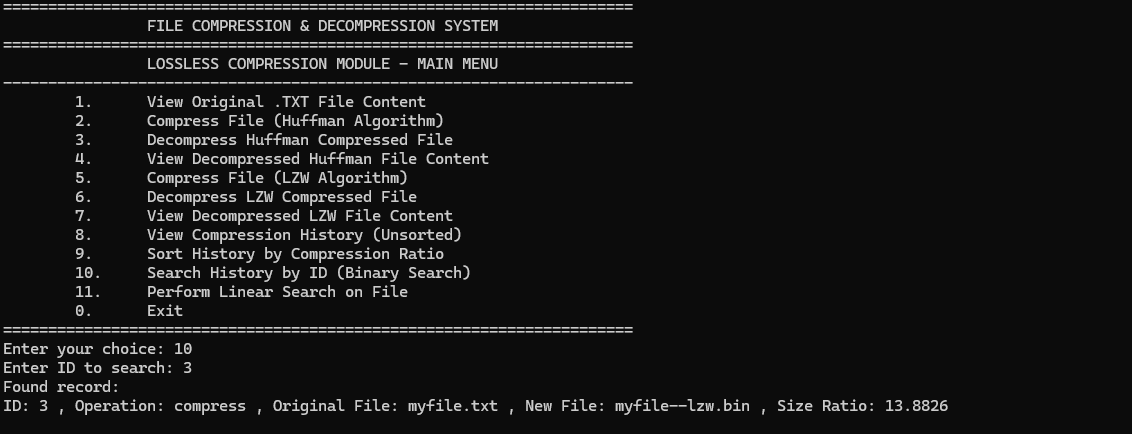 ======================================================================
                FILE COMPRESSION & DECOMPRESSION SYSTEM
======================================================================
                LOSSLESS COMPRESSION MODULE - MAIN MENU
----------------------------------------------------------------------
        1.      View Original .TXT File Content
        2.      Compress File (Huffman Algorithm)
        3.      Decompress Huffman Compressed File
        4.      View Decompressed Huffman File Content
        5.      Compress File (LZW Algorithm)
        6.      Decompress LZW Compressed File
        7.      View Decompressed LZW File Content
        8.      View Compression History (Unsorted)
        9.      Sort History by Compression Ratio
        10.     Search History by ID (Binary Search)
        11.     Perform Linear Search on File
        0.      Exit
======================================================================
Enter your choice: 10
Enter ID to search: 3
Found record:
ID: 3 , Operation: compress , Original File: myfile.txt , New File: myfile--lzw.bin , Size Ratio: 13.8826